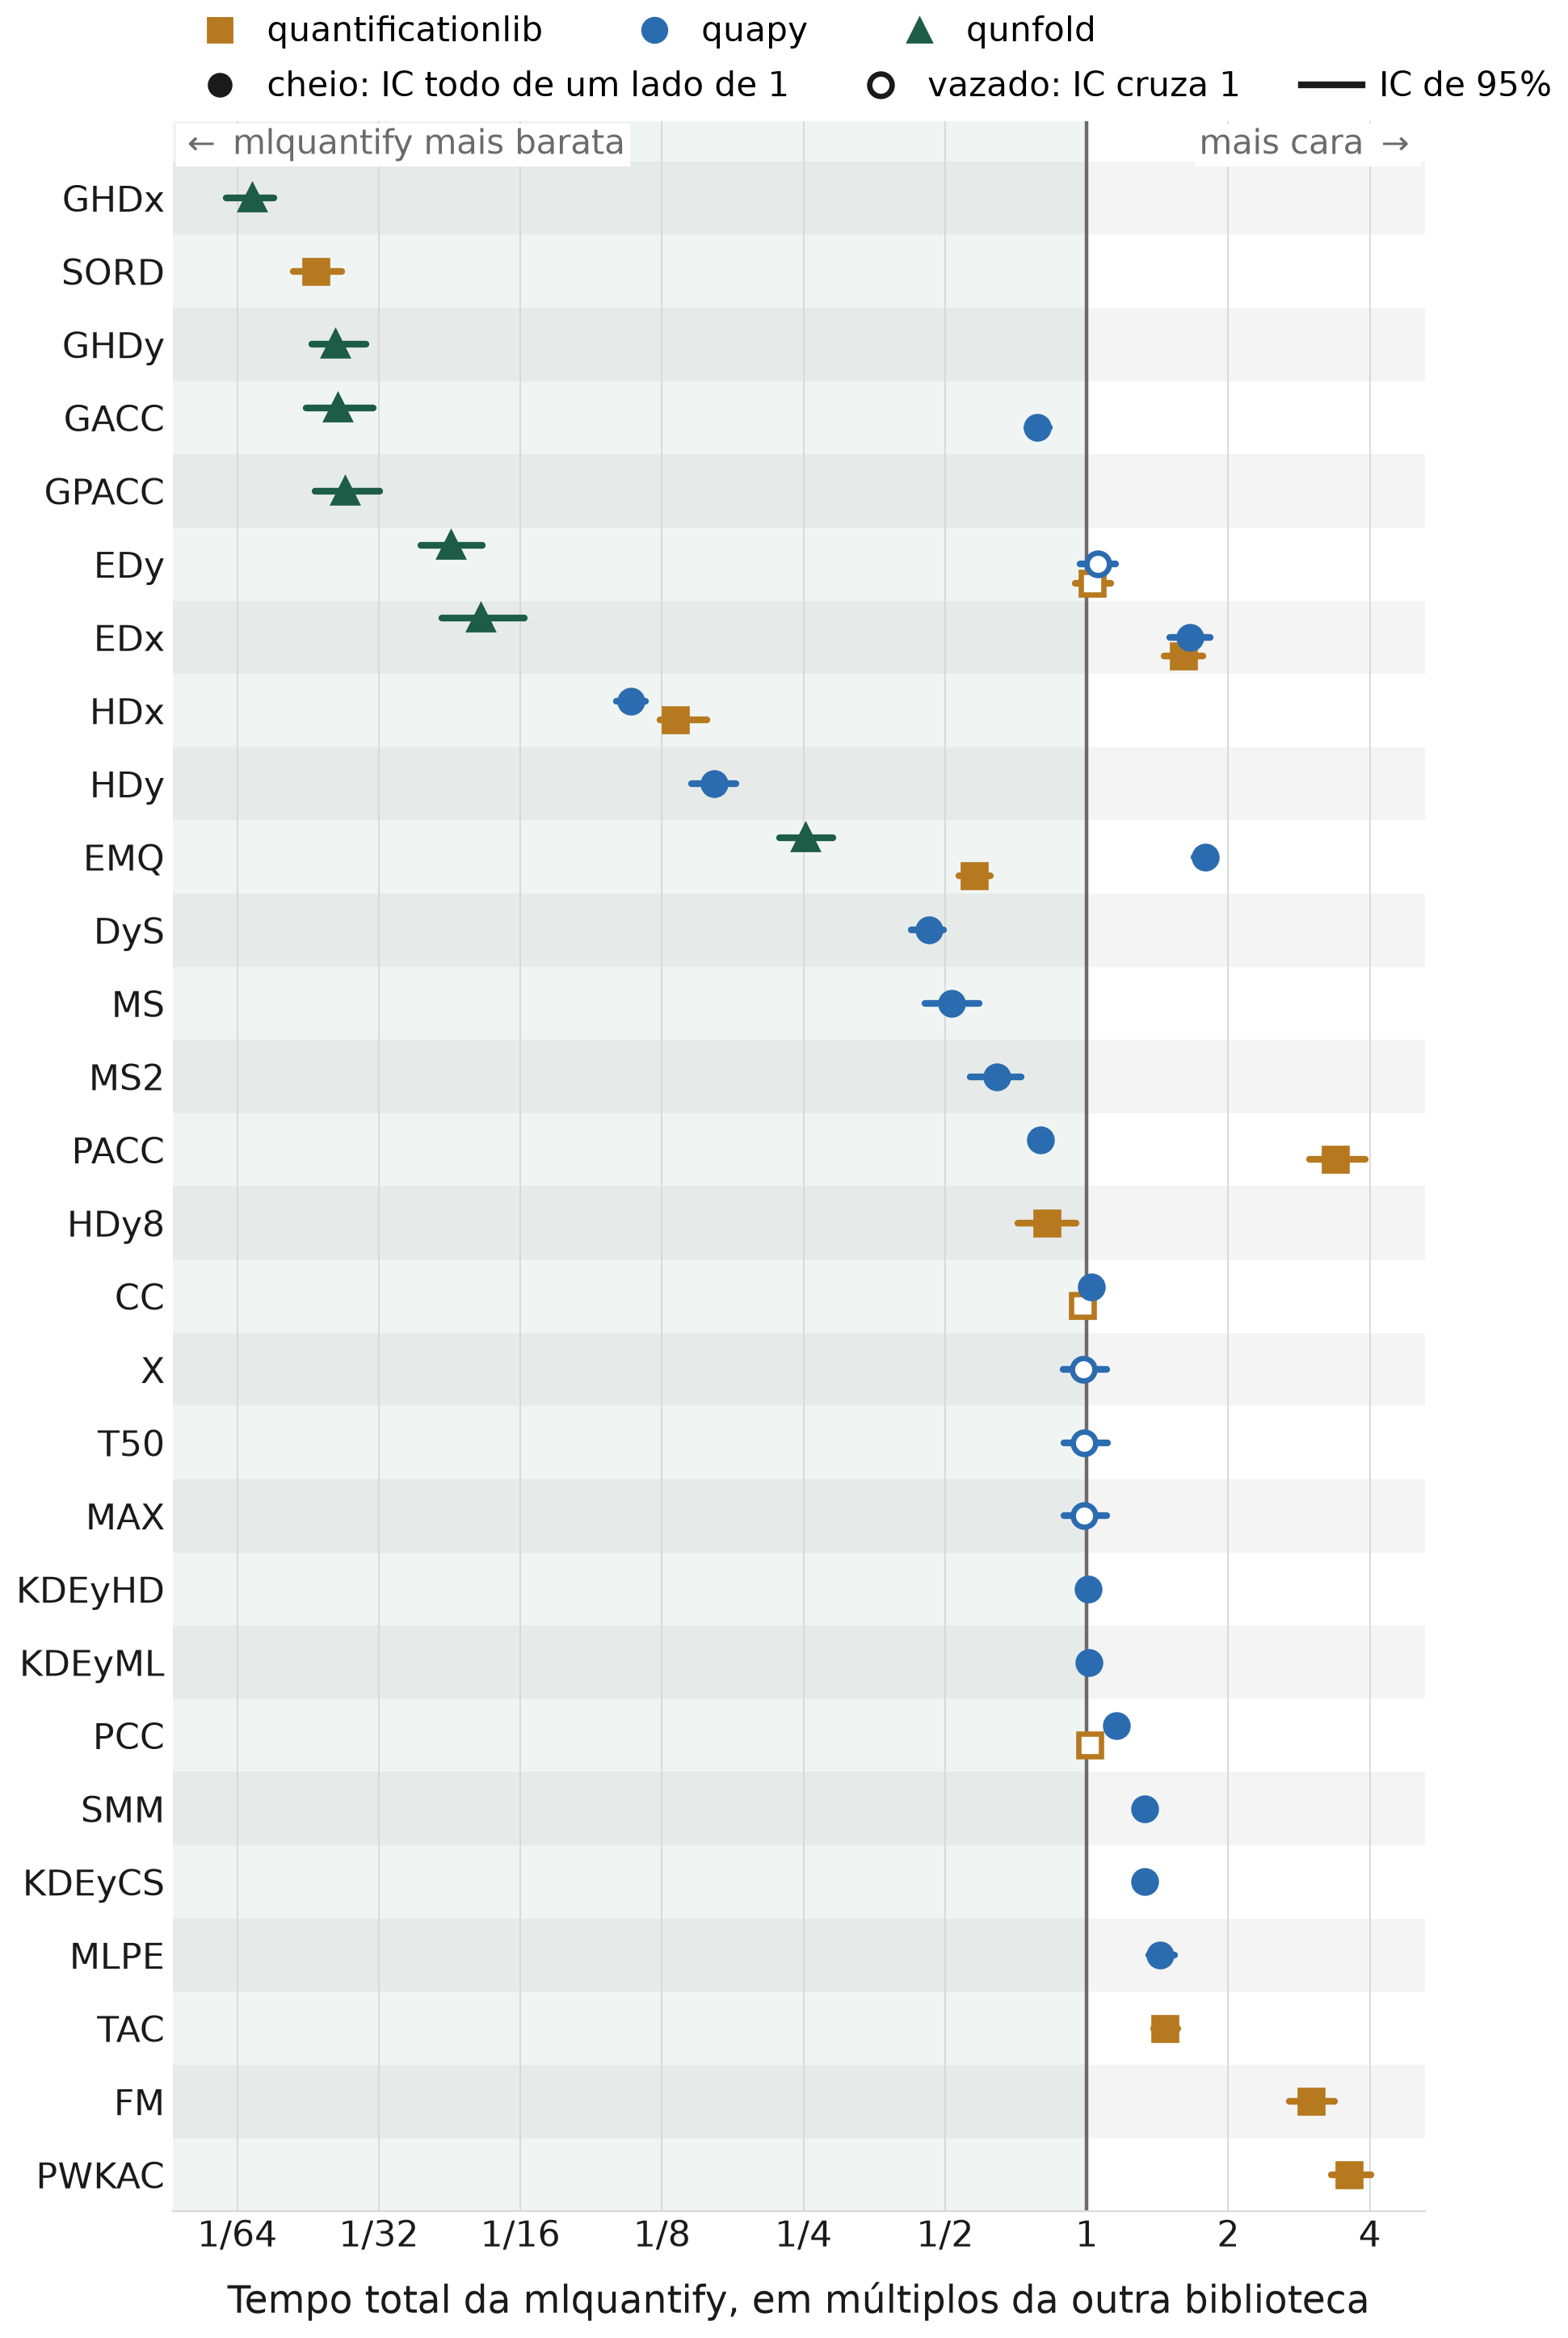 quantificationlib quapy qunfold
cheio: IC todo de um lado de 1 vazado: IC cruza 1 IC de 95%
← mlquantify mais barata mais cara →
GHDx
SORD
GHDy
GACC
GPACC
EDy
EDx
HDx
HDy
EMQ
DyS
MS
MS2
PACC
HDy8
CC
X
T50
MAX
KDEyHD
KDEyML
PCC
SMM
KDEyCS
MLPE
TAC
FM
PWKAC
1/64 1/32 1/16 1/8 1/4 1/2 1 2 4
Tempo total da mlquantify, em múltiplos da outra biblioteca